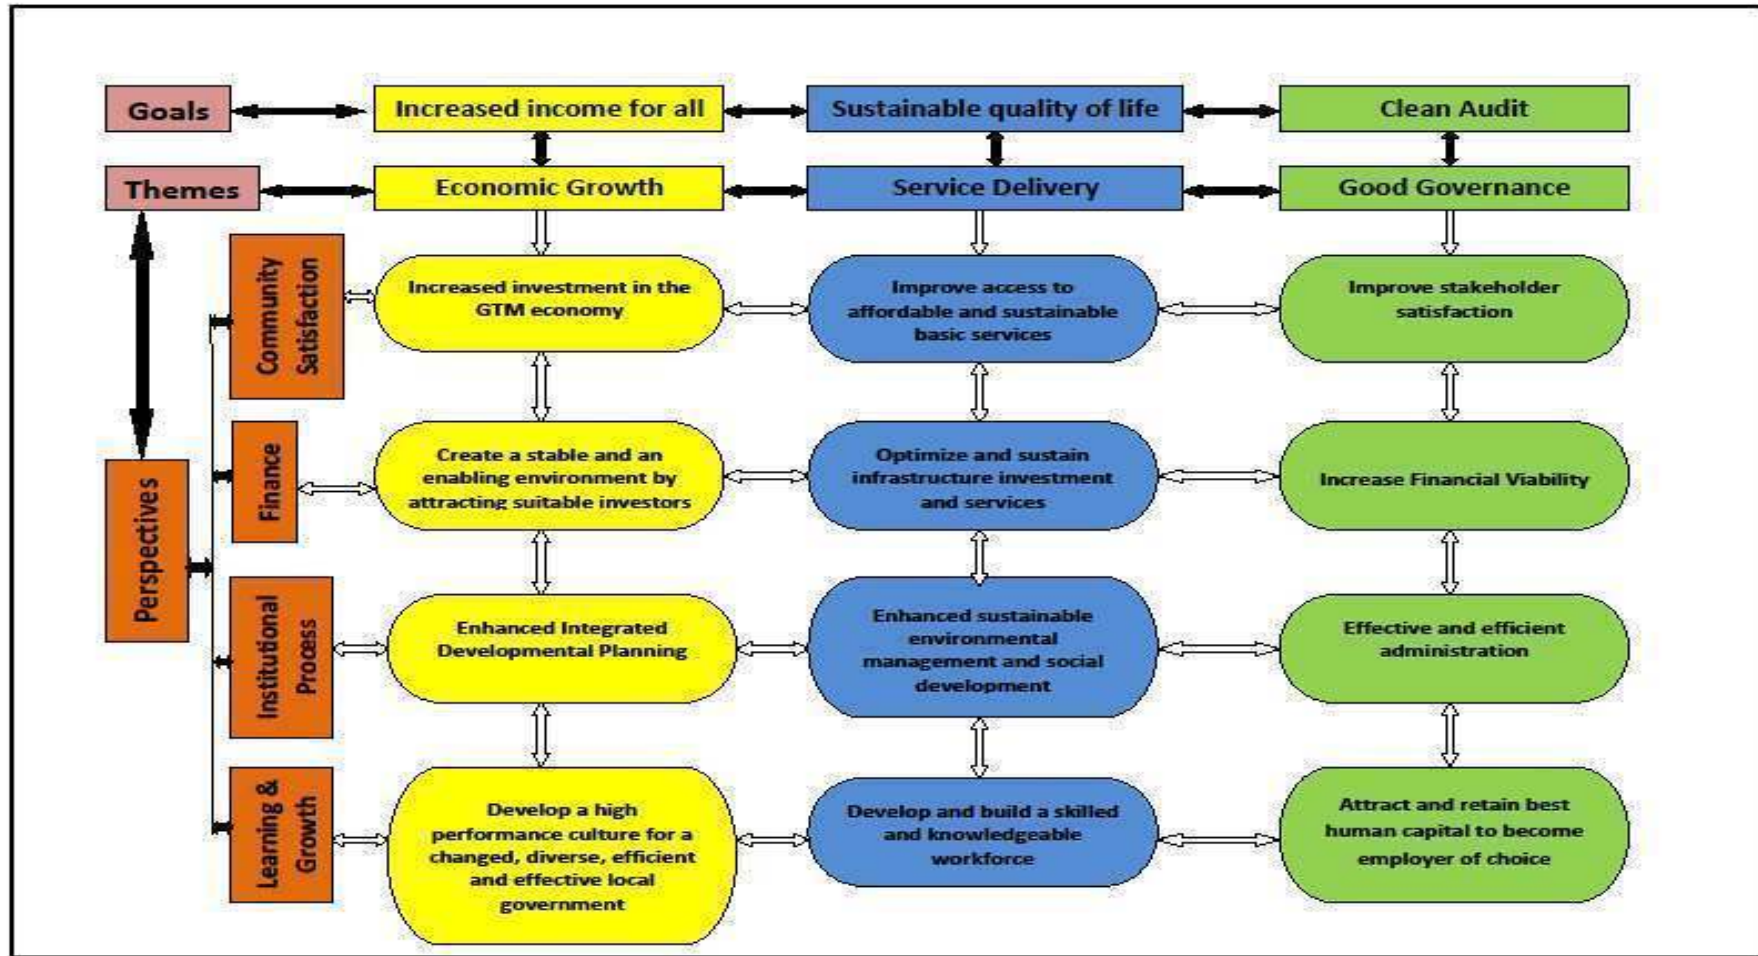 Goals
Increased income for all
Sustainable quality of life
Clean Audit
Themes
Economic Growth
Service Delivery
Good Governance
Perspectives
Community
Satisfaction
Increased investment in the
GTM economy
Improve access to
affordable and sustainable
basic services
Improve stakeholder
satisfaction
Finance
Create a stable and an
enabling environment by
attracting suitable investors
Optimize and sustain
infrastructure investment
and services
Increase Financial Viability
Institutional
Process
Enhanced Integrated
Developmental Planning
Enhanced sustainable
environmental
management and social
development
Effective and efficient
administration
Learning &
Growth
Develop a high
performance culture for a
changed, diverse, efficient
and effective local
government
Develop and build a skilled
and knowledgeable
workforce
Attract and retain best
human capital to become
employer of choice